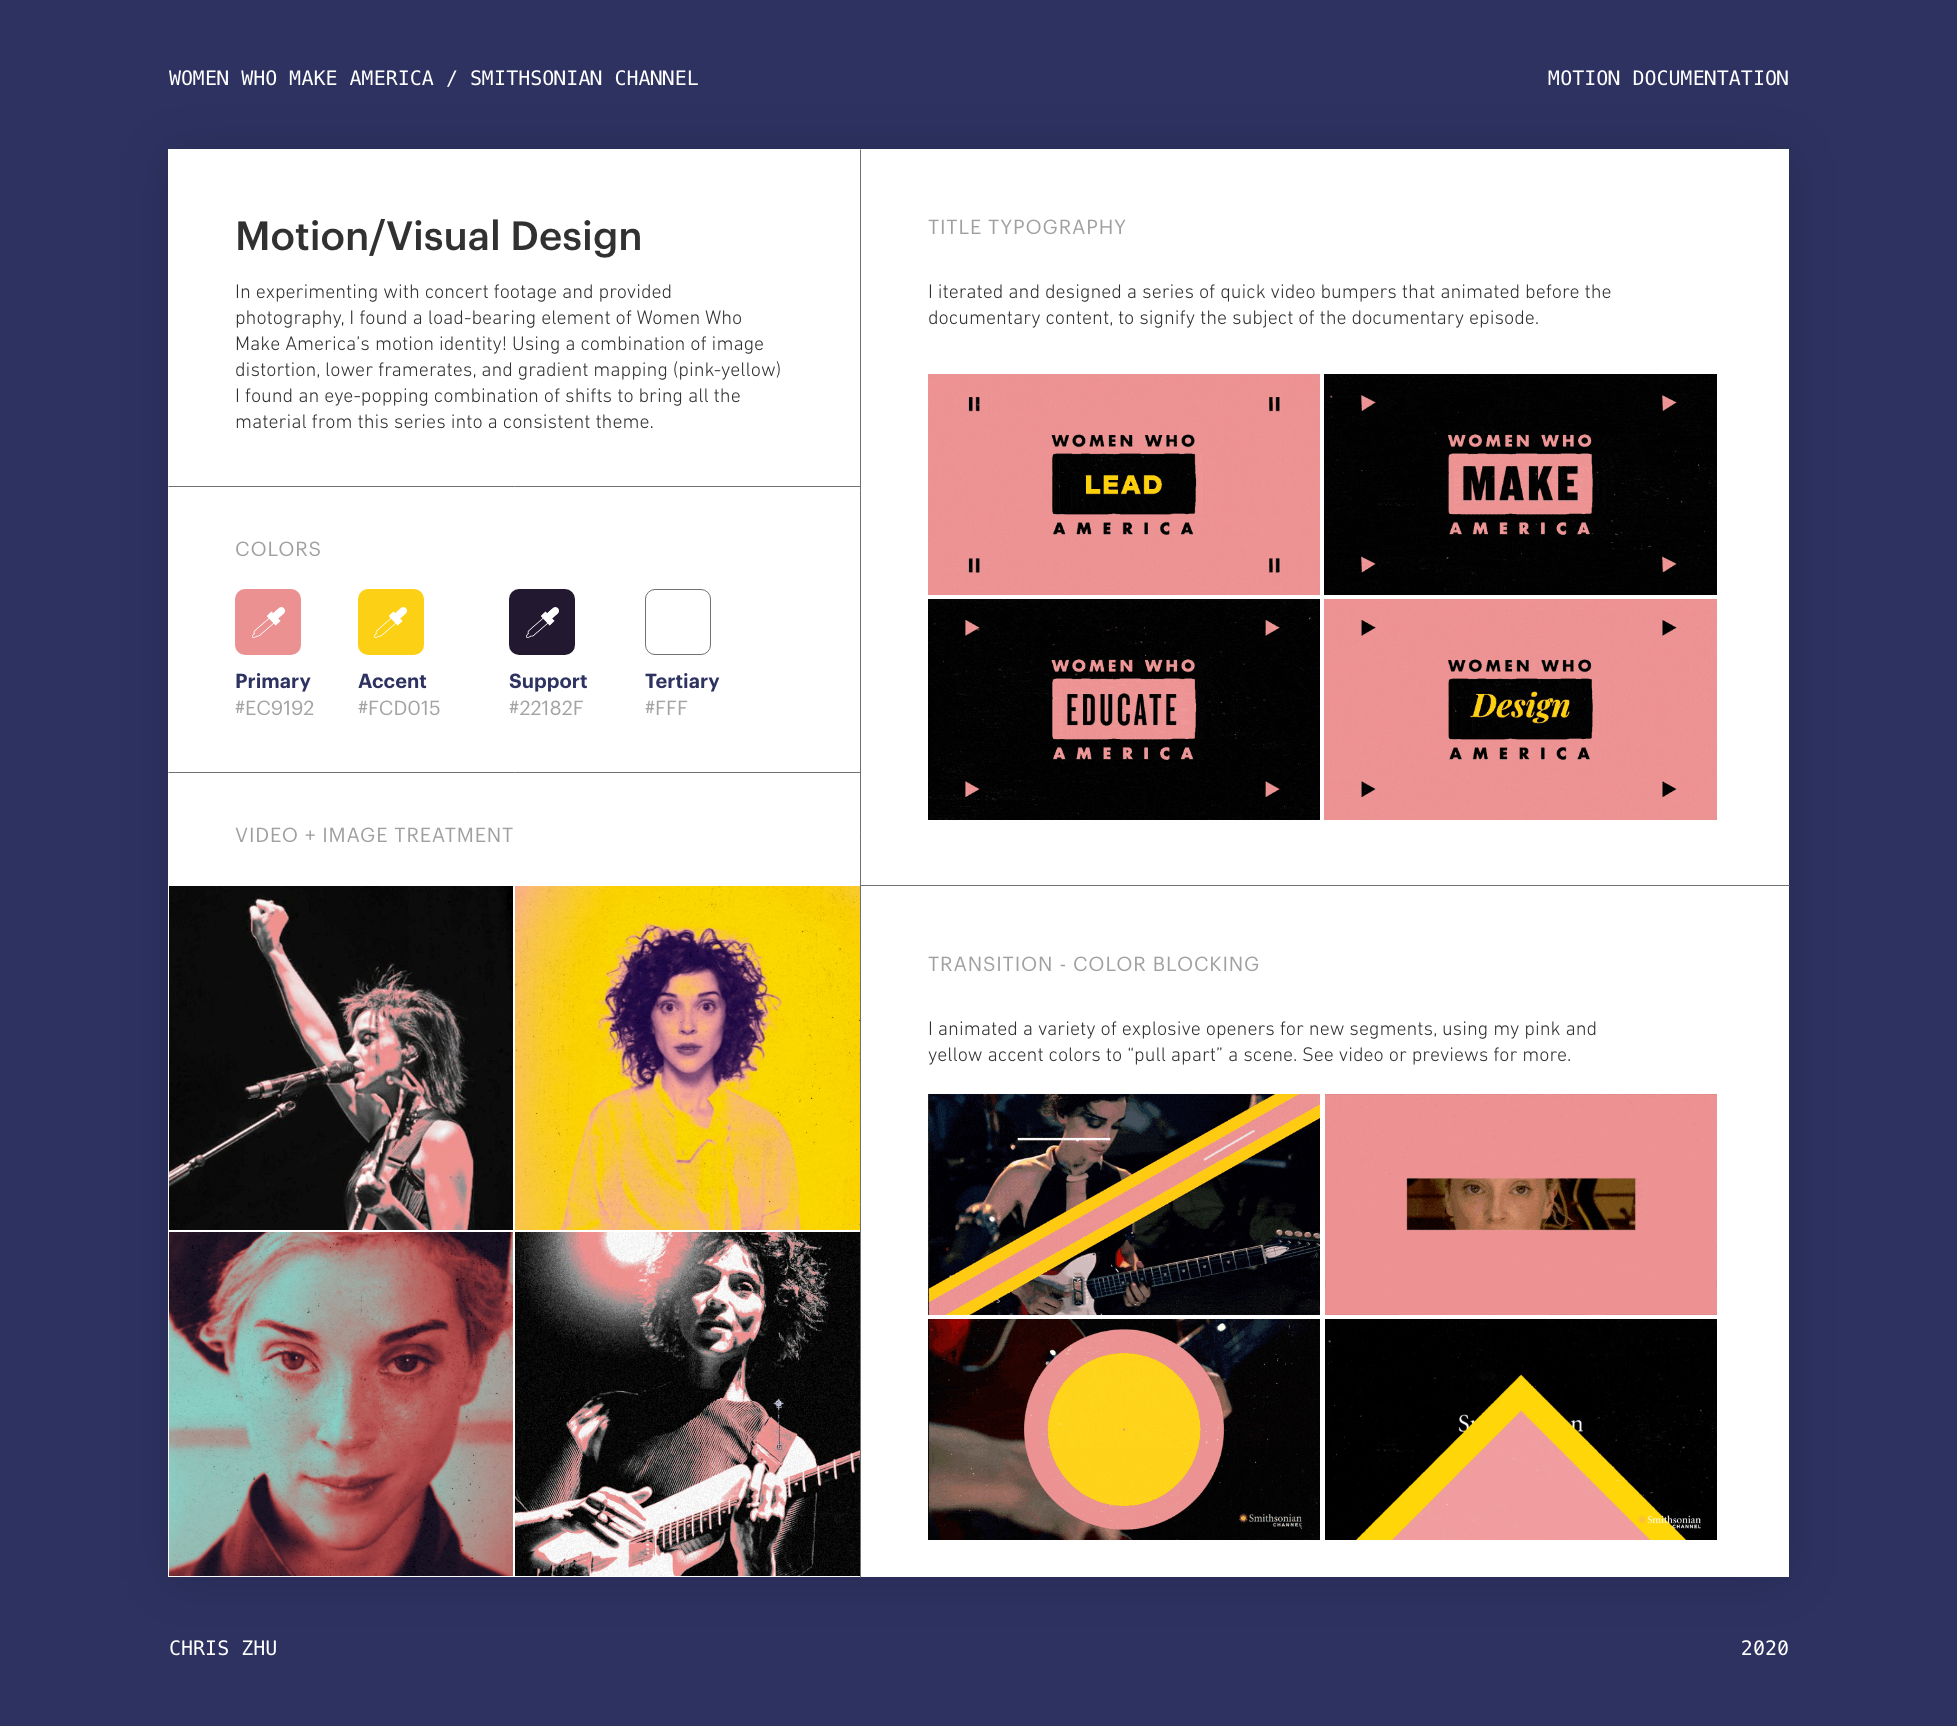 WOMEN WHO MAKE AMERICA / SMITHSONIAN CHANNEL
MOTION DOCUMENTATION
Motion/Visual Design
In experimenting with concert footage and provided
photography, I found a load-bearing element of Women Who
Make America’s motion identity! Using a combination of image
distortion, lower framerates, and gradient mapping (pink-yellow)
I found an eye-popping combination of shifts to bring all the
material from this series into a consistent theme.
COLORS
Primary
#EC9192
Accent
#FCD015
Support
#22182F
Tertiary
#FFF
VIDEO + IMAGE TREATMENT
TITLE TYPOGRAPHY
I iterated and designed a series of quick video bumpers that animated before the
documentary content, to signify the subject of the documentary episode.
WOMEN WHO
LEAD
AMERICA
WOMEN WHO
MAKE
AMERICA
WOMEN WHO
EDUCATE
AMERICA
WOMEN WHO
Design
AMERICA
TRANSITION - COLOR BLOCKING
I animated a variety of explosive openers for new segments, using my pink and
yellow accent colors to “pull apart” a scene. See video or previews for more.
Smithsonian
CHANNEL
Smithsonian
CHANNEL
CHRIS ZHU
2020